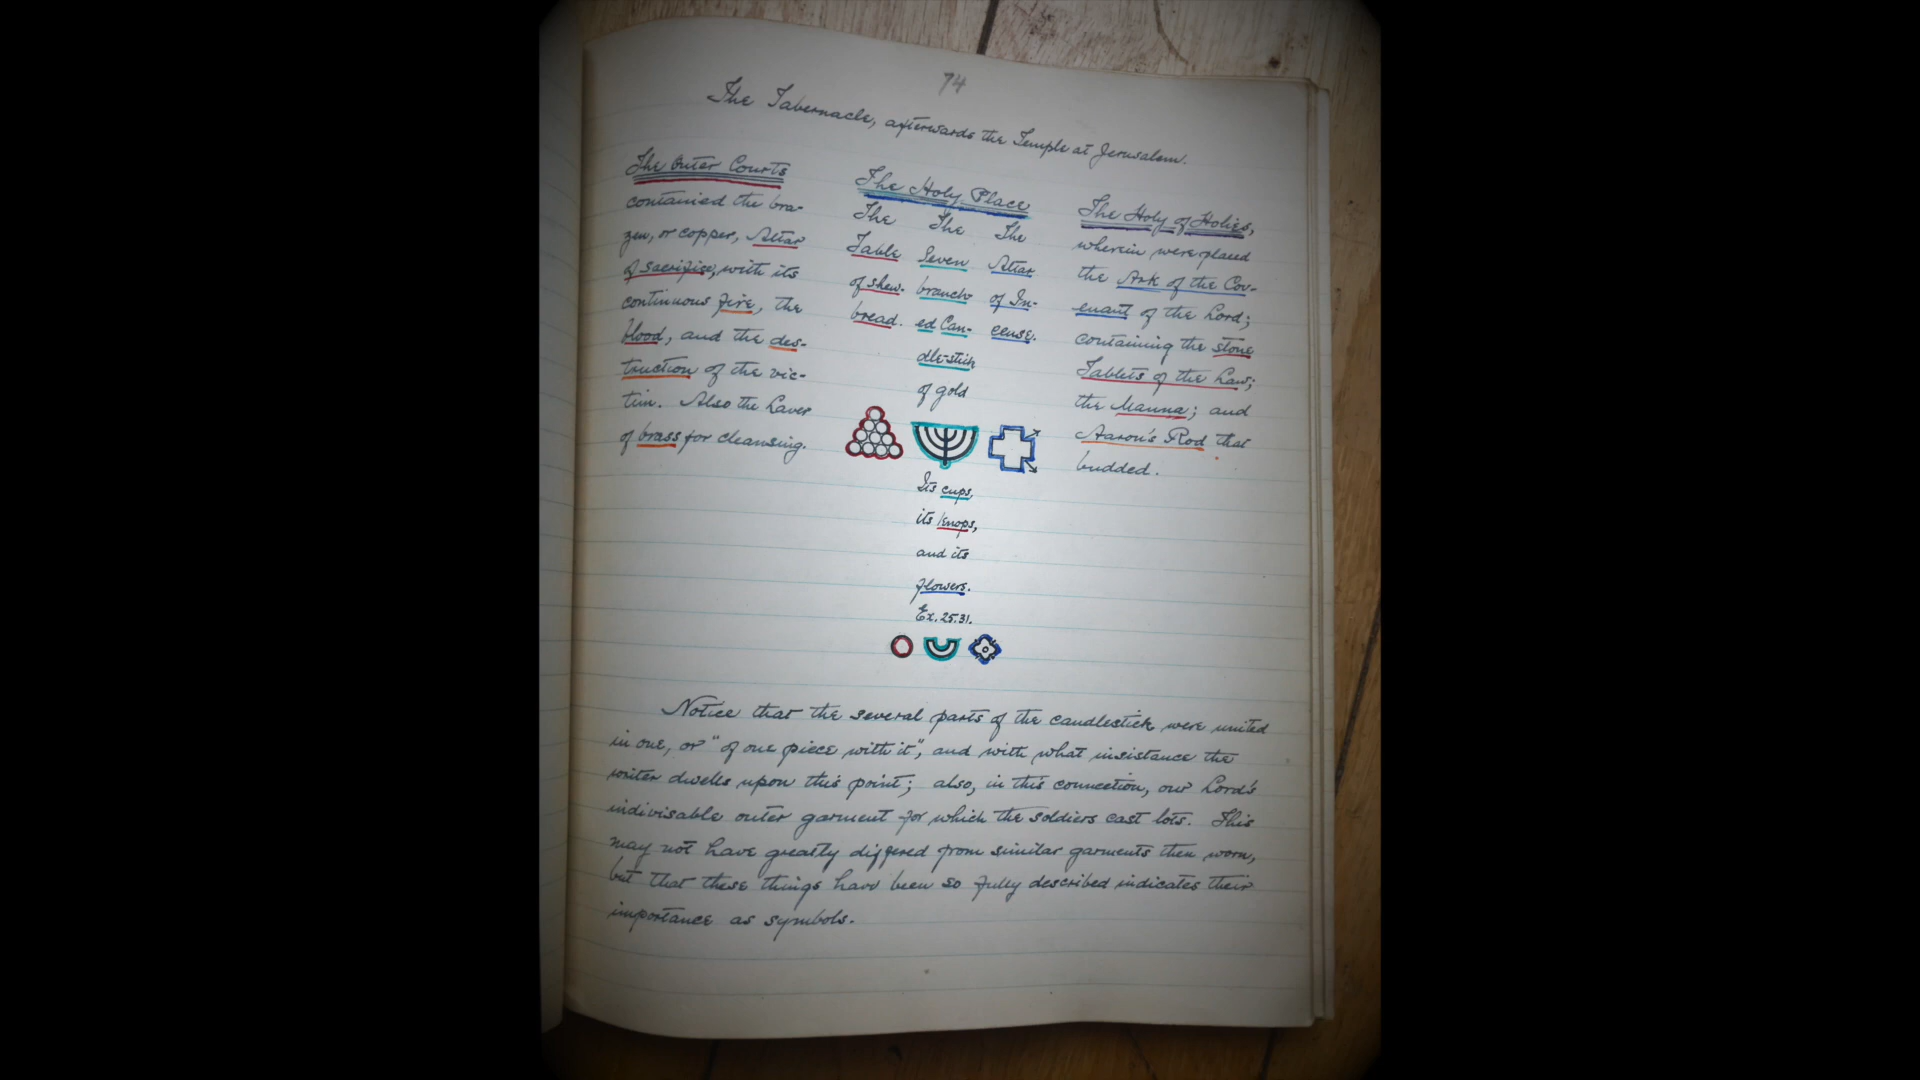 74
The Tabernacle, afterwards the Temple at Jerusalem.
The Outer Courts
contained the bra-
zen, or copper, Altar
of sacrifice, with its
continuous fire, the
blood, and the des-
truction of the vic-
tim. Also the Laver
of brass for cleansing.
The Holy Place
The
Table
of shew-
bread.
The
Seven
branch-
ed Can-
dle-stick
of gold
The
Altar
of In-
cense.
Its cups,
its knops,
and its
flowers.
Ex. 25.31.
The Holy of Holies,
wherein were placed
the Ark of the Cov-
enant of the Lord;
containing the stone
Tablets of the Law;
the Manna; and
Aaron's Rod that
budded.
Notice that the several parts of the candlestick were united
in one, or "of one piece with it", and with what insistance the
writer dwells upon this point; also, in this connection, our Lord's
indivisable outer garment for which the soldiers cast lots. This
may not have greatly differed from similar garments then worn,
but that these things have been so fully described indicates their
importance as symbols.